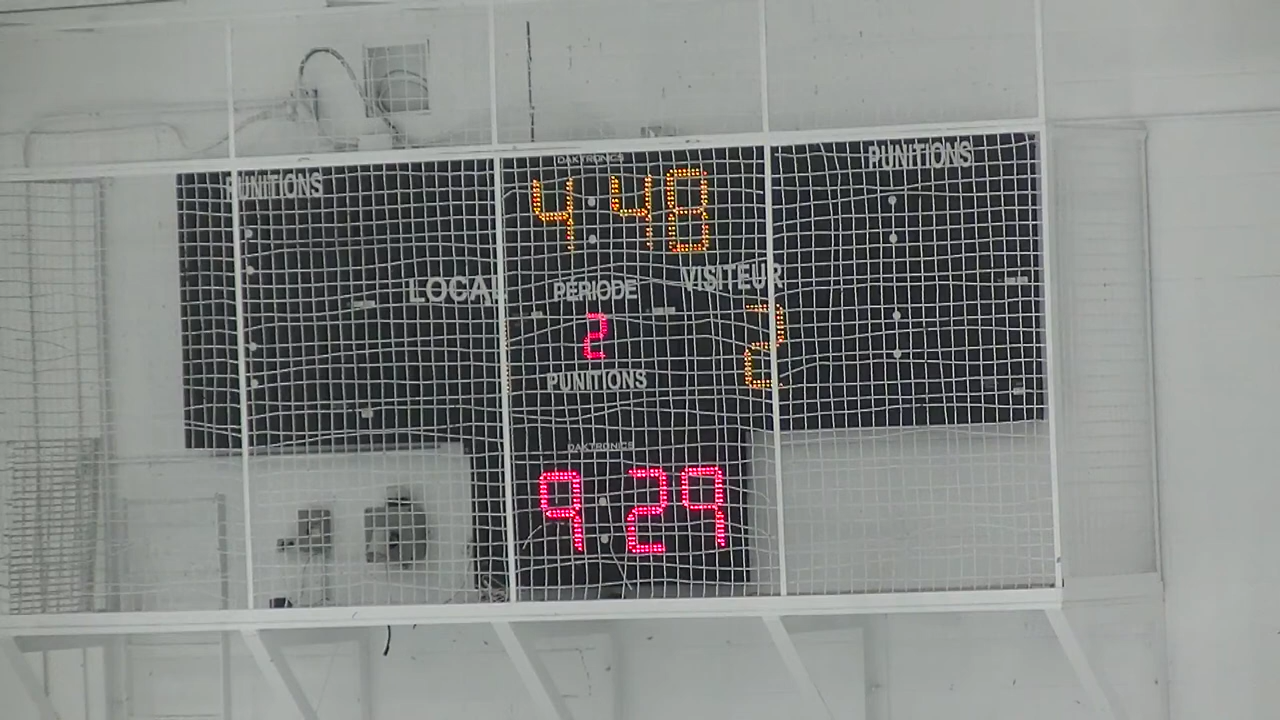 DAKTRONICS
PUNITIONS
4:48
PUNITIONS
LOCAL
PÉRIODE
VISITEUR
2
2
PUNITIONS
DAKTRONICS
9:29